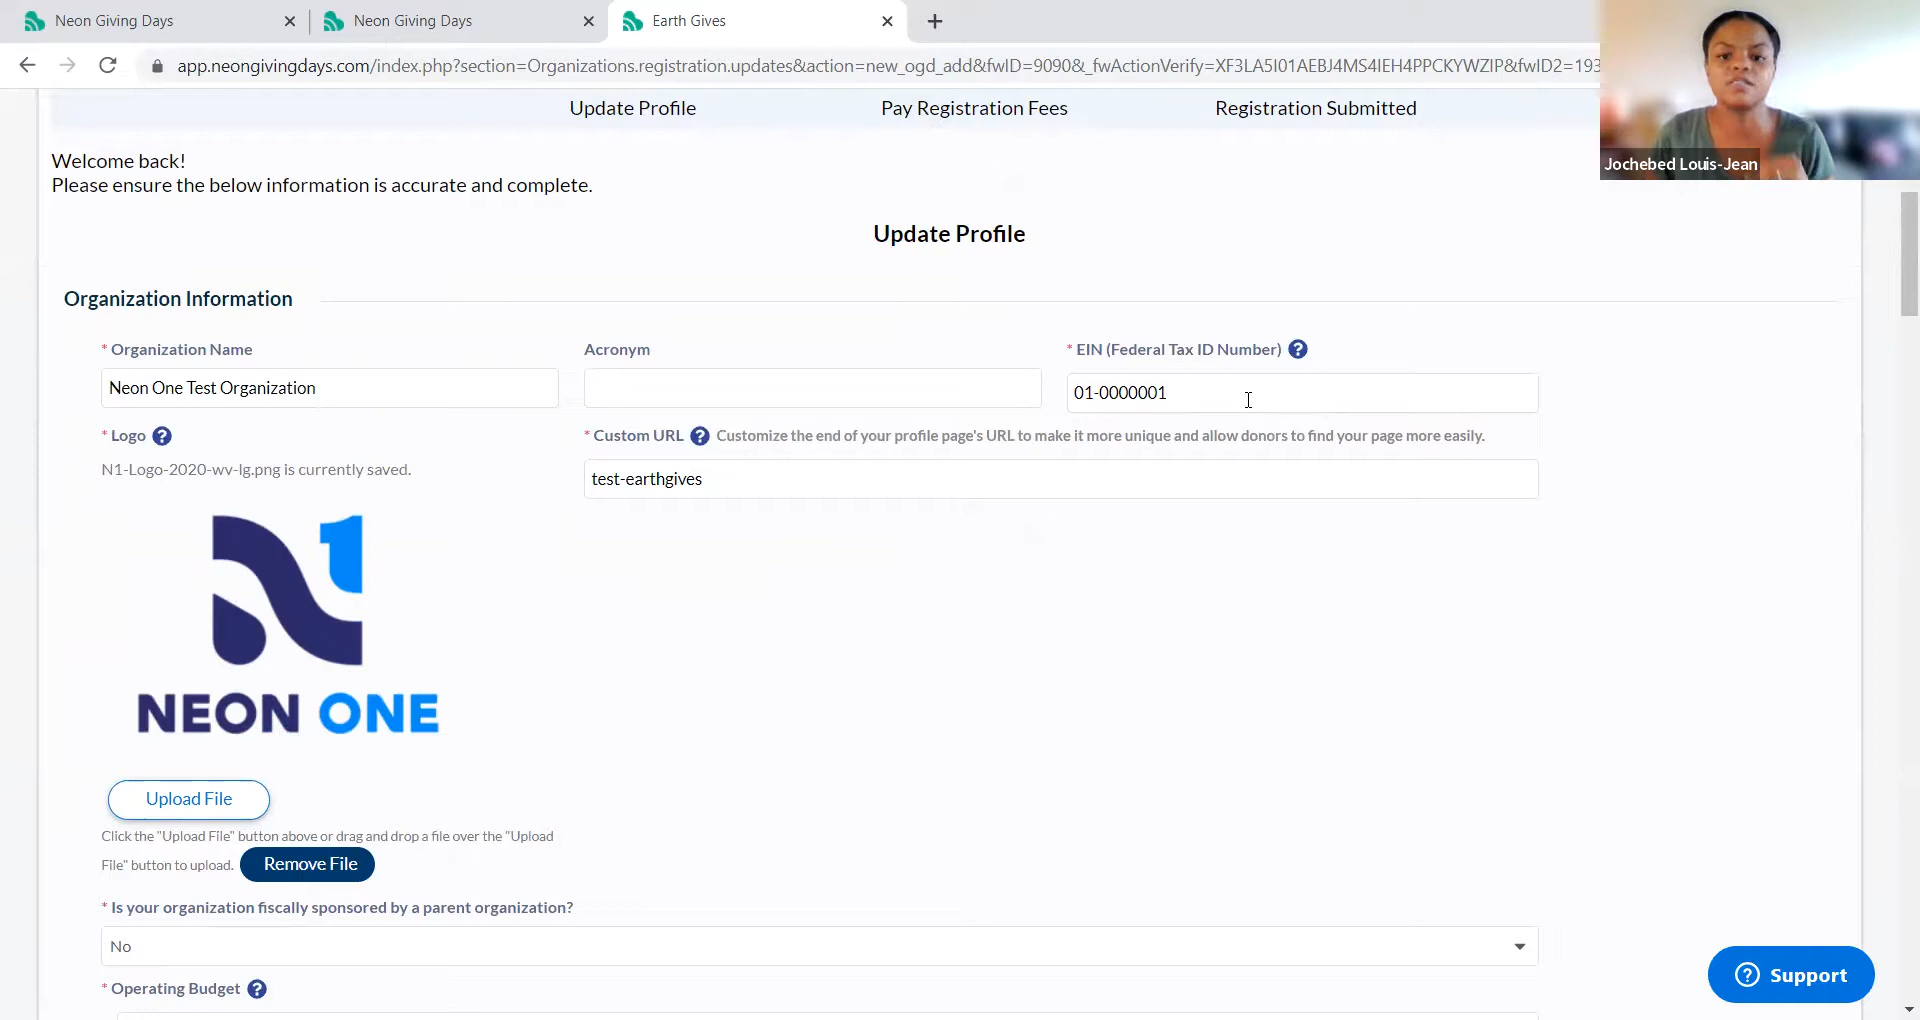 Neon Giving Days
Neon Giving Days
Earth Gives
app.neongivingdays.com/index.php?section=Organizations.registration.updates&action=new_ogd_add&fwID=9090&_fwActionVerify=XF3LA5I01AEBJ4MS4IEH4PPCKYWZIP&fwID2=193
Jochebed Louis-Jean
Update Profile
Pay Registration Fees
Registration Submitted
Welcome back!
Please ensure the below information is accurate and complete.
Update Profile
Organization Information
* Organization Name
Acronym
* EIN (Federal Tax ID Number) ?
Neon One Test Organization
01-0000001
* Logo ?
* Custom URL ? Customize the end of your profile page's URL to make it more unique and allow donors to find your page more easily.
N1-Logo-2020-wv-lg.png is currently saved.
test-earthgives
N1
NEON ONE
Upload File
Click the "Upload File" button above or drag and drop a file over the "Upload
File" button to upload. Remove File
* Is your organization fiscally sponsored by a parent organization?
No
* Operating Budget ?
? Support